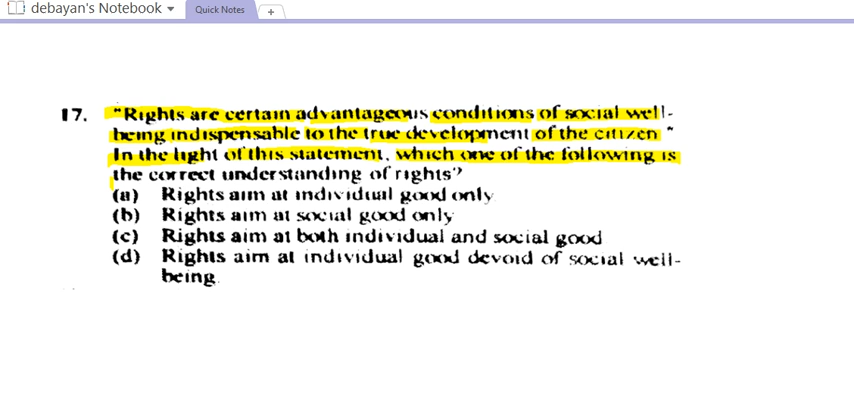 debayan's Notebook
Quick Notes
17. "Rights are certain advantageous conditions of social well-
being indispensable to the true development of the citizen "
In the light of this statement, which one of the following is
the correct understanding of rights?
(a) Rights aim at individual good only
(b) Rights aim at social good only
(c) Rights aim at both individual and social good
(d) Rights aim at individual good devoid of social well-
being.